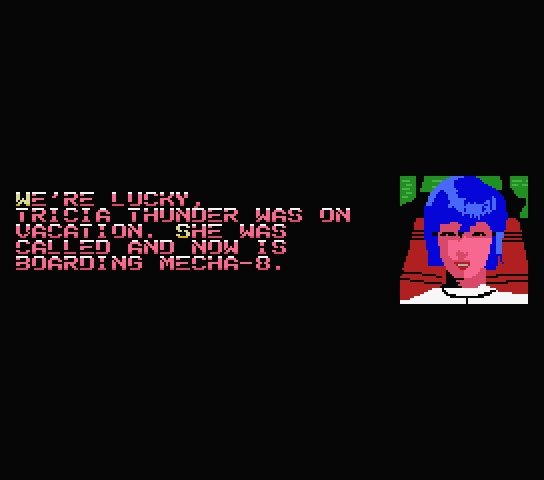 WE'RE LUCKY,
TRICIA THUNDER WAS ON
VACATION. SHE WAS
CALLED AND NOW IS
BOARDING MECHA-8.